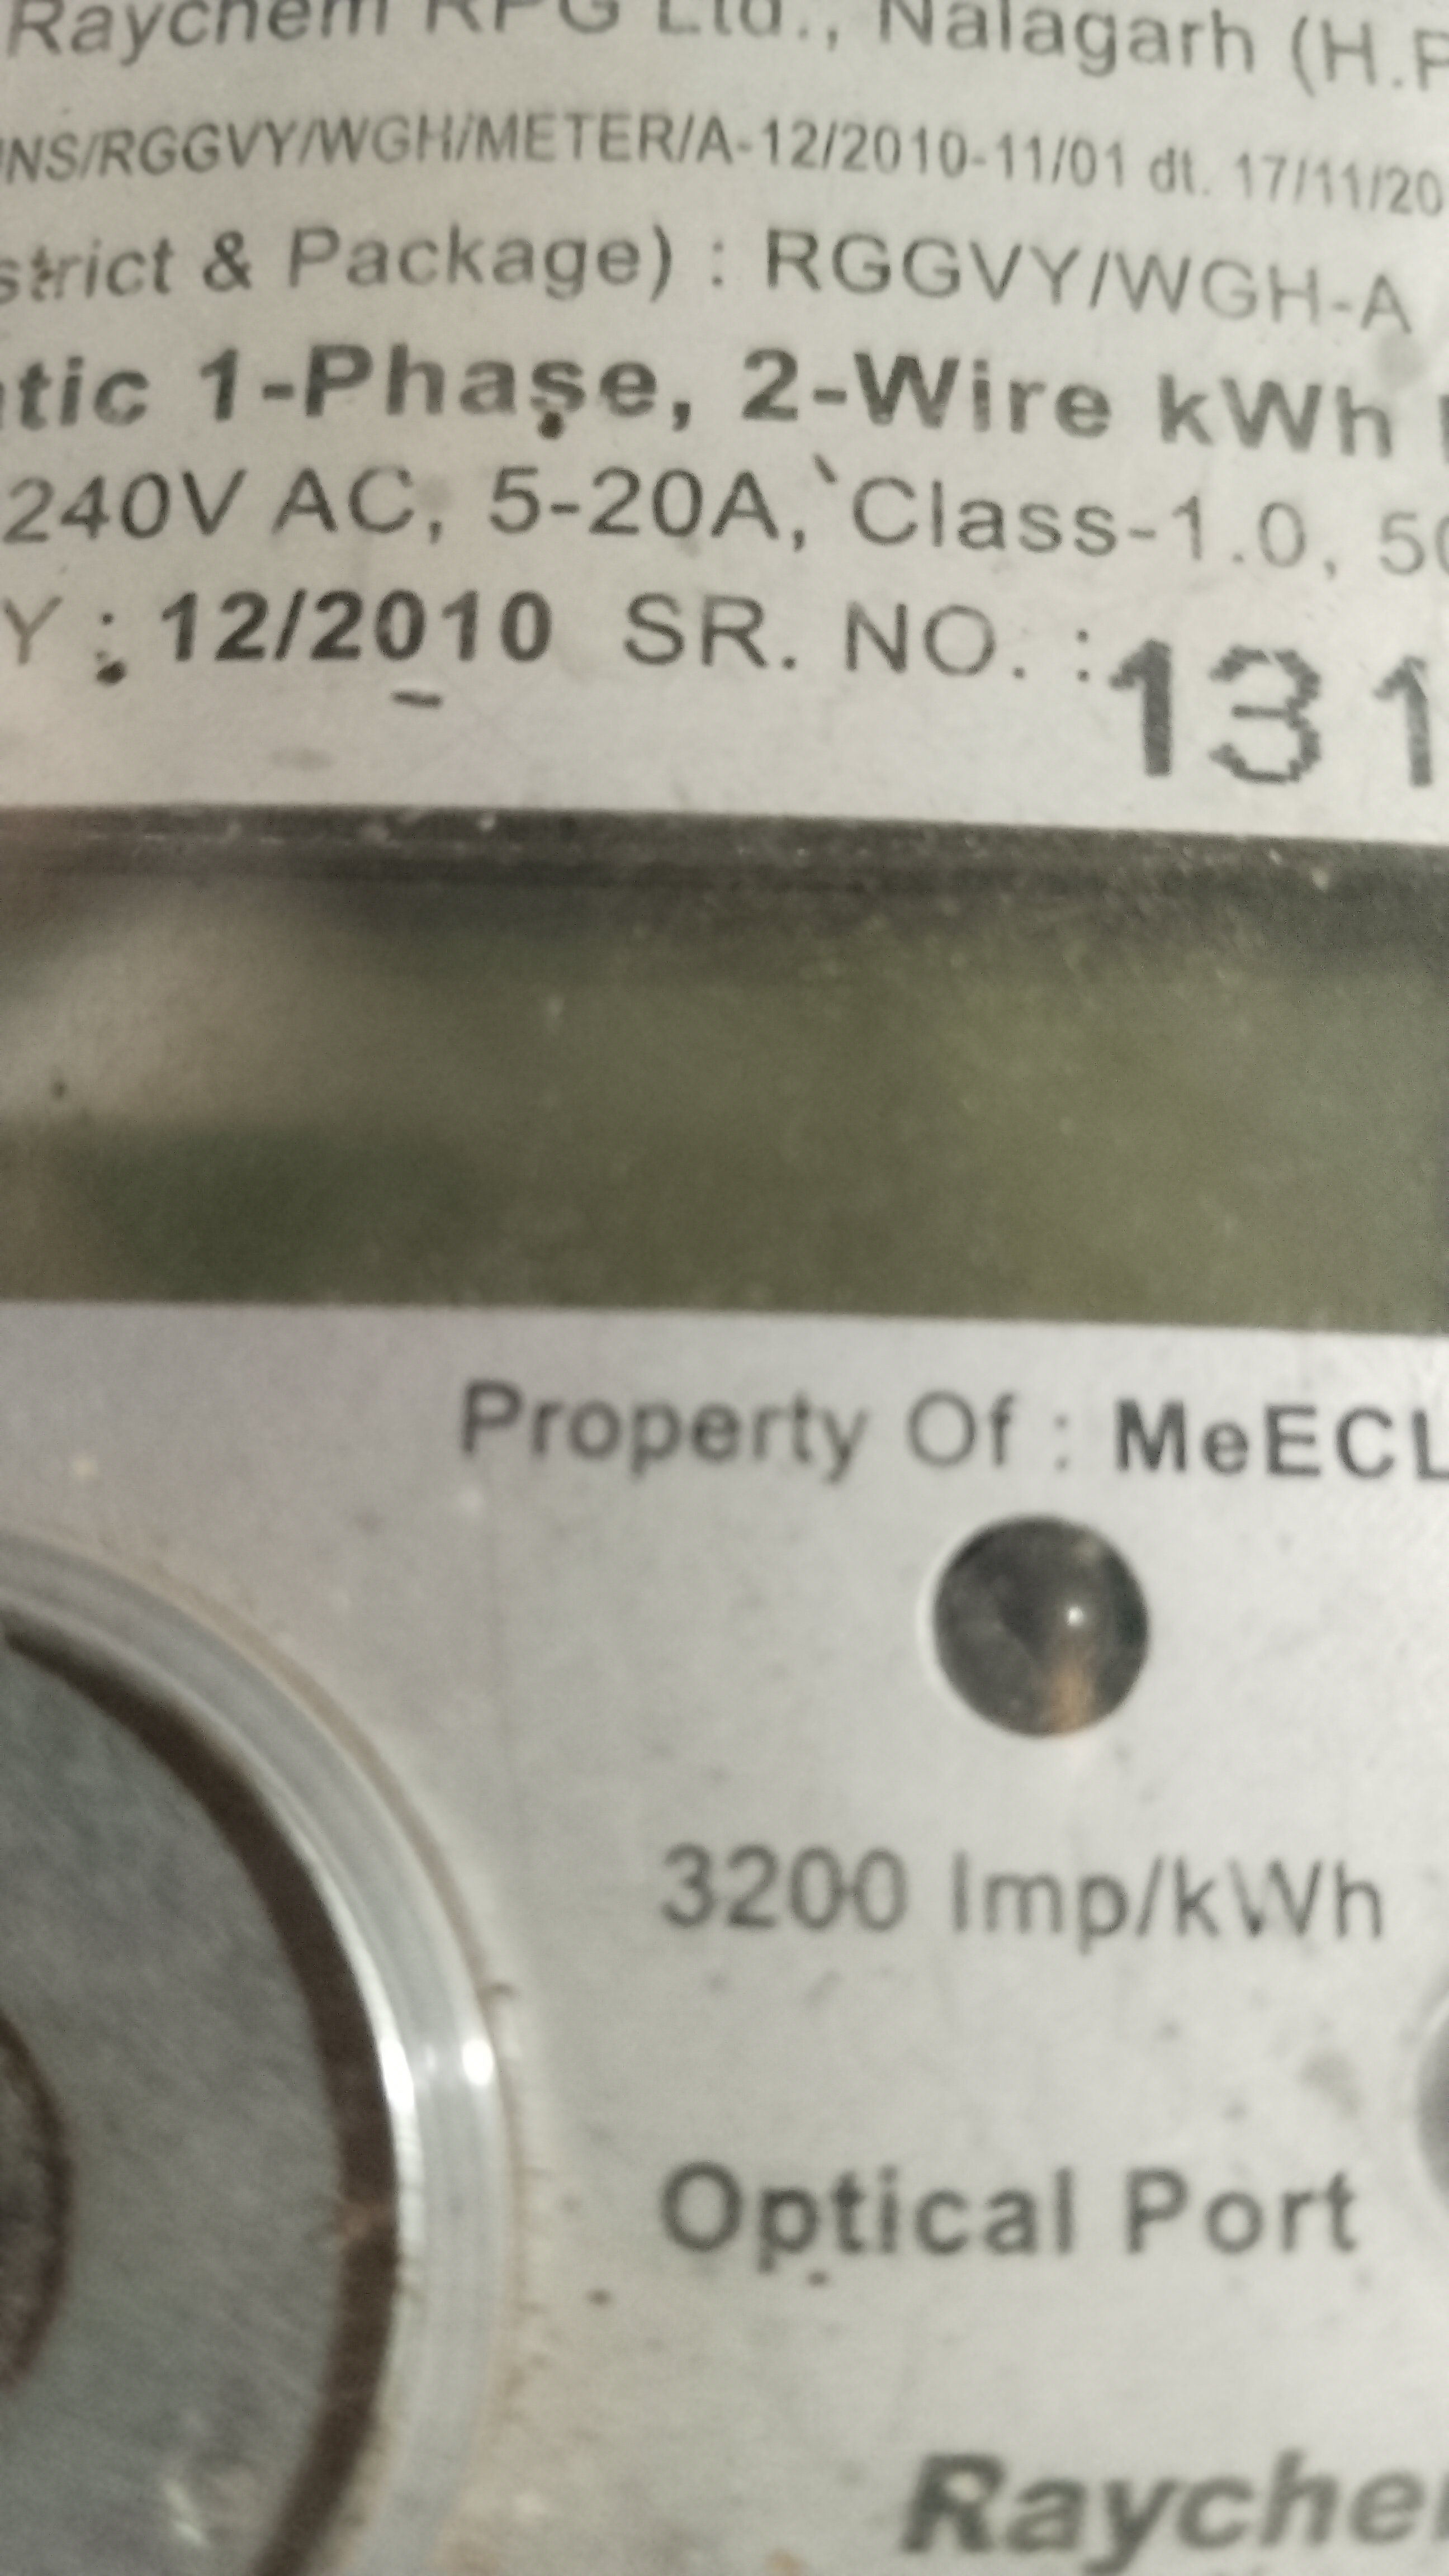 Raychem RPG Ltd., Nalagarh (H.P
NS/RGGVY/WGH/METER/A-12/2010-11/01 dt. 17/11/20
strict & Package) : RGGVY/WGH-A
tic 1-Phase, 2-Wire kWh
240V AC, 5-20A, Class-1.0, 50
Y : 12/2010 SR. NO. : 131
Property Of : MeECL
3200 Imp/kWh
Optical Port
Rayche